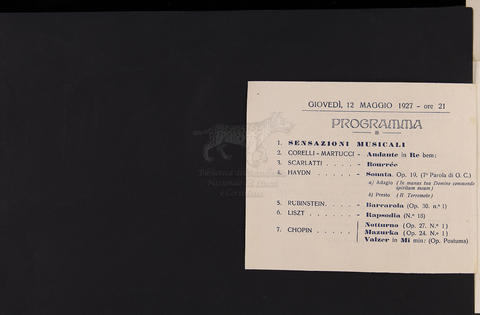 GIOVEDÌ, 12 MAGGIO 1927 - ore 21
PROGRAMMA
1. SENSAZIONI MUSICALI
2. CORELLI-MARTUCCI - Andante in Re bem:
3. SCARLATTI . . . . . - Bourrée
4. HAYDN . . . . . . - Sonata. Op. 19. (7ª Parola di G. C.)
a) Adagio (In manus tua Domine commendo spiritum meum)
b) Presto (Il Terremoto)
5. RUBINSTEIN. . . . . - Barcarola (Op. 30. n.º 1)
6. LISZT . . . . . . - Rapsodia (N.º 13)
7. CHOPIN . . . . . Notturno (Op. 27. N.º 1)
Mazurka (Op. 24. N.º 1)
Valzer in Mi min: (Op. Postuma)